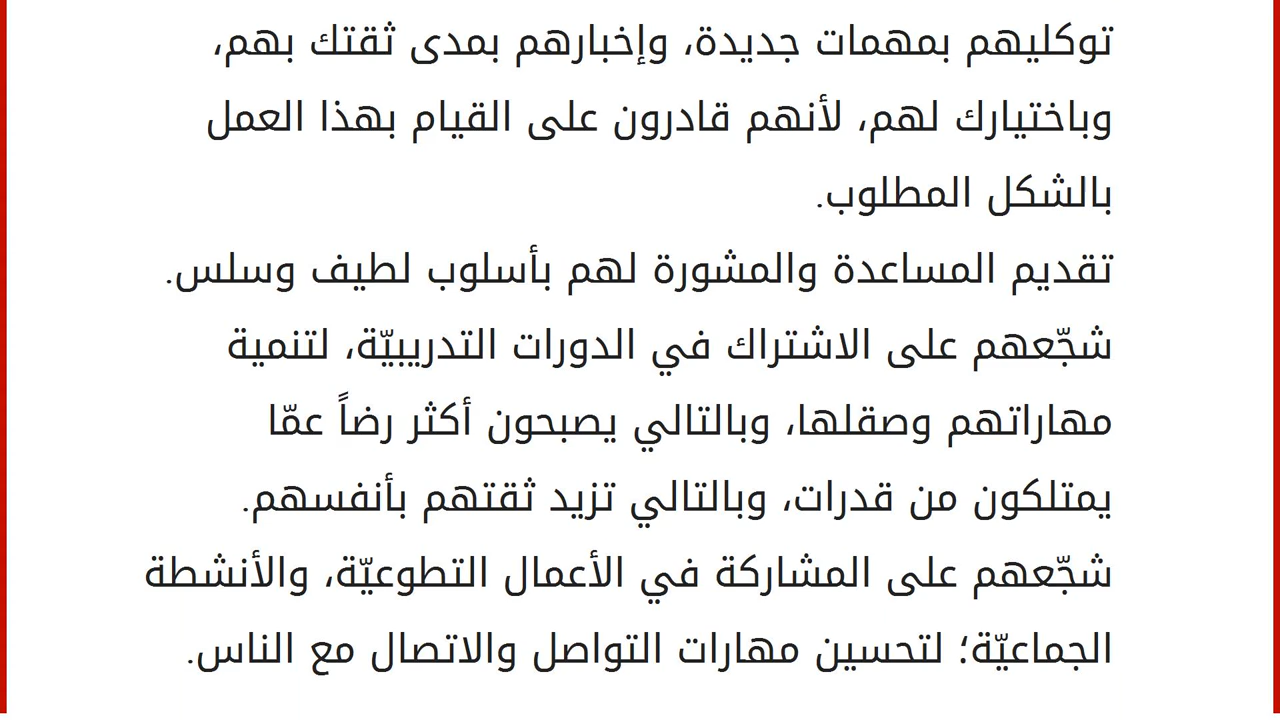 توكليهم بمهمات جديدة، وإخبارهم بمدى ثقتك بهم،
وباختيارك لهم، لأنهم قادرون على القيام بهذا العمل
بالشكل المطلوب.
تقديم المساعدة والمشورة لهم بأسلوب لطيف وسلس.
شجّعهم على الاشتراك في الدورات التدريبيّة، لتنمية
مهاراتهم وصقلها، وبالتالي يصبحون أكثر رضاً عمّا
يمتلكون من قدرات، وبالتالي تزيد ثقتهم بأنفسهم.
شجّعهم على المشاركة في الأعمال التطوعيّة، والأنشطة
الجماعيّة؛ لتحسين مهارات التواصل والاتصال مع الناس.